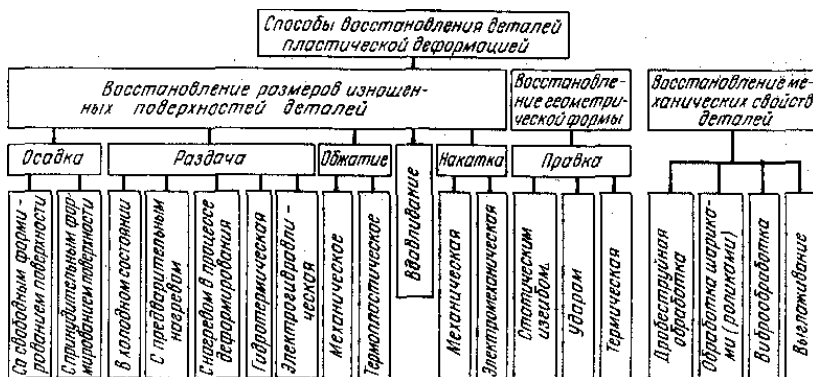 Способы восстановления деталей
пластической деформацией
Восстановление размеров изношен-
ных поверхностей деталей
Восстановле-
ние геометри-
ческой формы
Восстановление ме-
ханических свойств
деталей
Осадка
Раздача
Обжатие
Вдавливание
Накатка
Правка
Со свободным форми-
рованием поверхности
С принудительным фор-
мированием поверхности
В холодном состоянии
С предварительным
нагревам
С нагревом в процессе
деформирования
Гидротермическая
Электрогидравли-
ческая
Механическое
Термопластическое
Механическая
Электромеханическая
Статическим
изгибом
Ударом
Термическая
Дробеструйная
обработка
Обработка шарика-
ми (роликами)
Виброобработка
Выглаживание